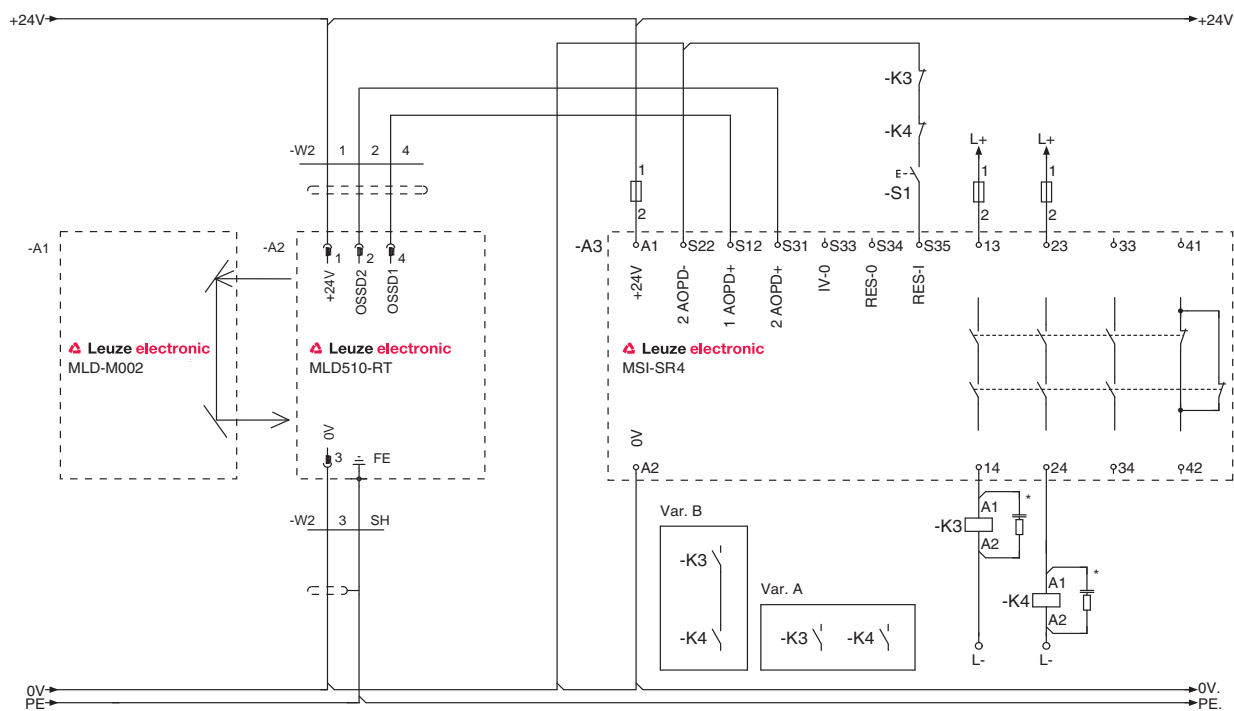 +24V
+24V
-K3
-K4
L+
L+
-W2 1 2 4
E
-S1
1
2
1
2
1
2
-A1
-A2
1
2
4
-A3
A1
S22
S12
S31
S33
S34
S35
13
23
33
41
+24V
OSSD2
OSSD1
+24V
2 AOPD-
1 AOPD+
2 AOPD+
IV-0
RES-0
RES-I
Leuze electronic
MLD-M002
Leuze electronic
MLD510-RT
Leuze electronic
MSI-SR4
0V
3
FE
0V
A2
14
24
34
42
-W2 3 SH
Var. B
-K3
-K4
Var. A
-K3
-K4
-K3
A1
A2
*
-K4
A1
A2
*
L-
L-
0V
0V.
PE
PE.